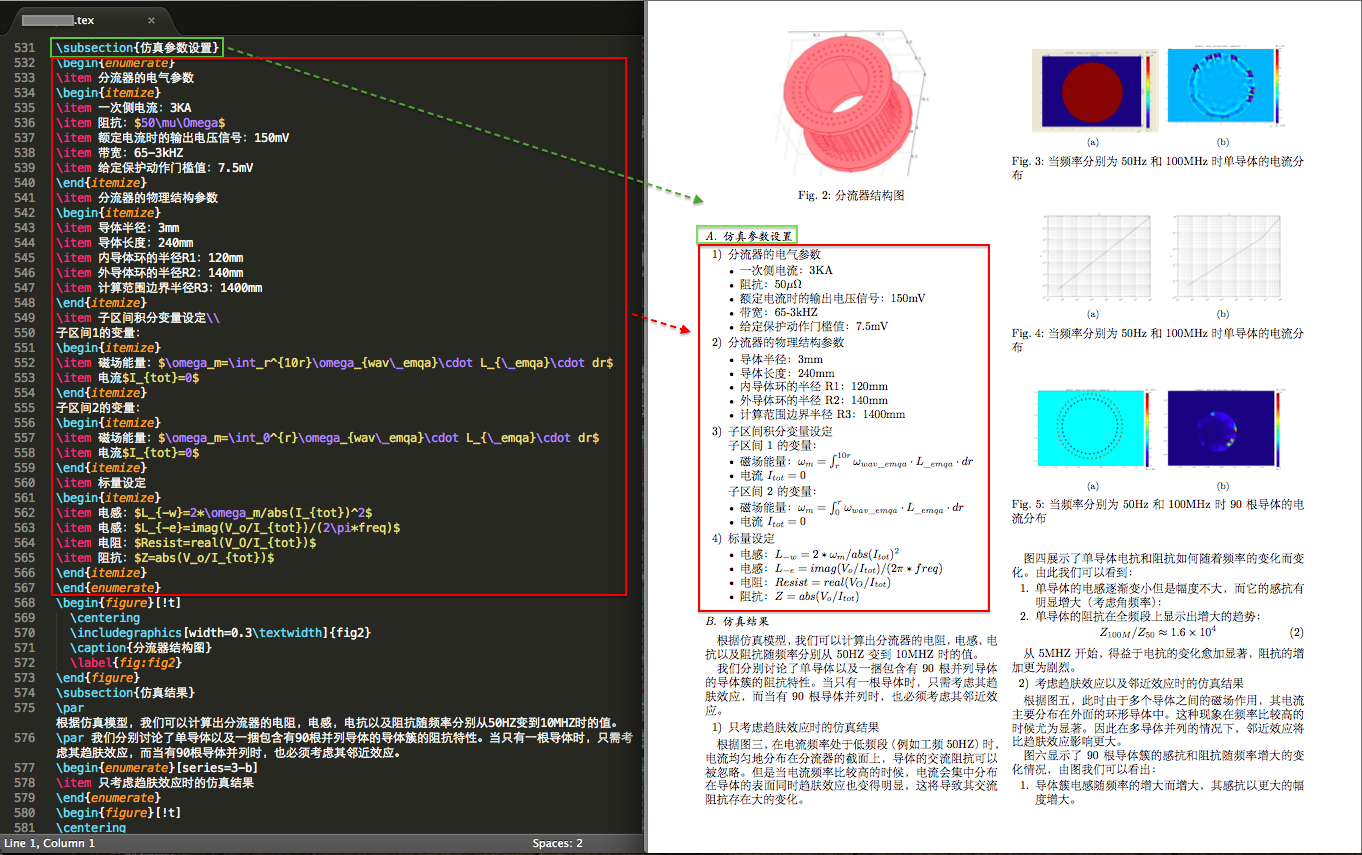 .tex ×
531 \subsection{仿真参数设置}
532 \begin{enumerate}
533 \item 分流器的电气参数
534 \begin{itemize}
535 \item 一次侧电流：3KA
536 \item 阻抗：$50\mu\Omega$
537 \item 额定电流时的输出电压信号：150mV
538 \item 带宽：65-3kHZ
539 \item 给定保护动作门槛值：7.5mV
540 \end{itemize}
541 \item 分流器的物理结构参数
542 \begin{itemize}
543 \item 导体半径：3mm
544 \item 导体长度：240mm
545 \item 内导体环的半径R1：120mm
546 \item 外导体环的半径R2：140mm
547 \item 计算范围边界半径R3：1400mm
548 \end{itemize}
549 \item 子区间积分变量设定\\
550 子区间1的变量：
551 \begin{itemize}
552 \item 磁场能量：$\omega_m=\int_r^{10r}\omega_{wav\_emqa}\cdot L_{\_emqa}\cdot dr$
553 \item 电流$I_{tot}=0$
554 \end{itemize}
555 子区间2的变量：
556 \begin{itemize}
557 \item 磁场能量：$\omega_m=\int_0^{r}\omega_{wav\_emqa}\cdot L_{\_emqa}\cdot dr$
558 \item 电流$I_{tot}=0$
559 \end{itemize}
560 \item 标量设定
561 \begin{itemize}
562 \item 电感：$L_{-w}=2*\omega_m/abs(I_{tot})^2$
563 \item 电感：$L_{-e}=imag(V_o/I_{tot})/(2\pi*freq)$
564 \item 电阻：$Resist=real(V_O/I_{tot})$
565 \item 阻抗：$Z=abs(V_o/I_{tot})$
566 \end{itemize}
567 \end{enumerate}
568 \begin{figure}[!t]
569 \centering
570 \includegraphics[width=0.3\textwidth]{fig2}
571 \caption{分流器结构图}
572 \label{fig:fig2}
573 \end{figure}
574 \subsection{仿真结果}
575 \par
根据仿真模型，我们可以计算出分流器的电阻，电感，电抗以及阻抗随频率分别从50HZ变到10MHZ时的值。
576 \par 我们分别讨论了单导体以及一捆包含有90根并列导体的导体簇的阻抗特性。当只有一根导体时，只需考
虑其趋肤效应，而当有90根导体并列时，也必须考虑其邻近效应。
577 \begin{enumerate}[series=3-b]
578 \item 只考虑趋肤效应时的仿真结果
579 \end{enumerate}
580 \begin{figure}[!t]
581 \centering
Line 1, Column 1 Spaces: 2
Fig. 2: 分流器结构图
A. 仿真参数设置
1) 分流器的电气参数
• 一次侧电流：3KA
• 阻抗：50μΩ
• 额定电流时的输出电压信号：150mV
• 带宽：65-3kHZ
• 给定保护动作门槛值：7.5mV
2) 分流器的物理结构参数
• 导体半径：3mm
• 导体长度：240mm
• 内导体环的半径 R1：120mm
• 外导体环的半径 R2：140mm
• 计算范围边界半径 R3：1400mm
3) 子区间积分变量设定
子区间 1 的变量：
• 磁场能量：ω_m = ∫_r^{10r} ω_{wav_emqa} · L_{_emqa} · dr
• 电流 I_{tot} = 0
子区间 2 的变量：
• 磁场能量：ω_m = ∫_0^r ω_{wav_emqa} · L_{_emqa} · dr
• 电流 I_{tot} = 0
4) 标量设定
• 电感：L_{-w} = 2 * ω_m/abs(I_{tot})^2
• 电感：L_{-e} = imag(V_o/I_{tot})/(2π * freq)
• 电阻：Resist = real(V_O/I_{tot})
• 阻抗：Z = abs(V_o/I_{tot})
B. 仿真结果
根据仿真模型，我们可以计算出分流器的电阻，电感，电
抗以及阻抗随频率分别从 50HZ 变到 10MHZ 时的值。
我们分别讨论了单导体以及一捆包含有 90 根并列导体
的导体簇的阻抗特性。当只有一根导体时，只需考虑其趋
肤效应，而当有 90 根导体并列时，也必须考虑其邻近效
应。
1) 只考虑趋肤效应时的仿真结果
根据图三，在电流频率处于低频段（例如工频 50HZ）时，
电流均匀地分布在分流器的截面上，导体的交流阻抗可以
被忽略。但是当电流频率比较高的时候，电流会集中分布
在导体的表面同时趋肤效应也变得明显，这将导致其交流
阻抗存在大的变化。
(a) (b)
Fig. 3: 当频率分别为 50Hz 和 100MHz 时单导体的电流分
布
(a) (b)
Fig. 4: 当频率分别为 50Hz 和 100MHz 时单导体的电流分
布
(a) (b)
Fig. 5: 当频率分别为 50Hz 和 100MHz 时 90 根导体的电
流分布
图四展示了单导体电抗和阻抗如何随着频率的变化而变
化。由此我们可以看到：
1. 单导体的电感逐渐变小但是幅度不大，而它的感抗有
明显增大（考虑角频率）；
2. 单导体的阻抗在全频段上显示出增大的趋势：
Z_{100M}/Z_{50} ≈ 1.6 × 10^4 (2)
从 5MHZ 开始，得益于电抗的变化愈加显著，阻抗的增
加更为剧烈。
2) 考虑趋肤效应以及邻近效应时的仿真结果
根据图五，此时由于多个导体之间的磁场作用，其电流
主要分布在外面的环形导体中。这种现象在频率比较高的
时候尤为显著。因此在多导体并列的情况下，邻近效应将
比趋肤效应影响更大。
图六显示了 90 根导体簇的感抗和阻抗随频率增大的变
化情况，由图我们可以看出：
1. 导体簇电感随频率的增大而增大，其感抗以更大的幅
度增大。